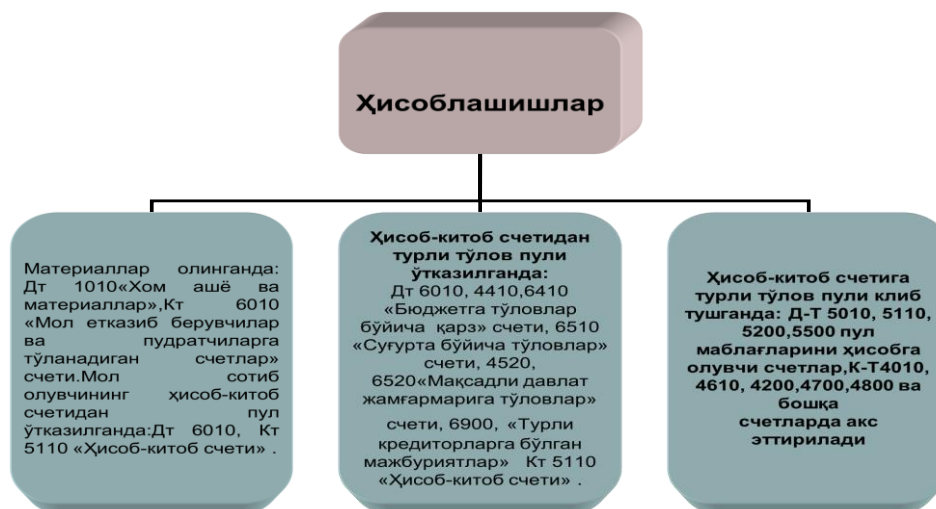 Ҳисоблашишлар
Материаллар олинганда:
Дт 1010«Хом ашё ва
материаллар»,Кт 6010
«Мол етказиб берувчилар
ва пудратчиларга
тўланадиган счетлар»
счети.Мол сотиб
олувчининг ҳисоб-китоб
счетидан пул
ўтказилганда:Дт 6010, Кт
5110 «Ҳисоб-китоб счети» .
Ҳисоб-китоб счетидан
турли тўлов пули
ўтказилганда:
Дт 6010, 4410,6410
«Бюджетга тўловлар
бўйича қарз» счети, 6510
«Суғурта бўйича тўловлар»
счети, 4520,
6520«Мақсадли давлат
жамғармарига тўловлар»
счети, 6900, «Турли
кредиторларга бўлган
мажбуриятлар» Кт 5110
«Ҳисоб-китоб счети» .
Ҳисоб-китоб счетига
турли тўлов пули клиб
тушганда: Д-Т 5010, 5110,
5200,5500 пул
маблағларини ҳисобга
олувчи счетлар,К-Т4010,
4610, 4200,4700,4800 ва
бошқа
счетларда акс
эттирилади